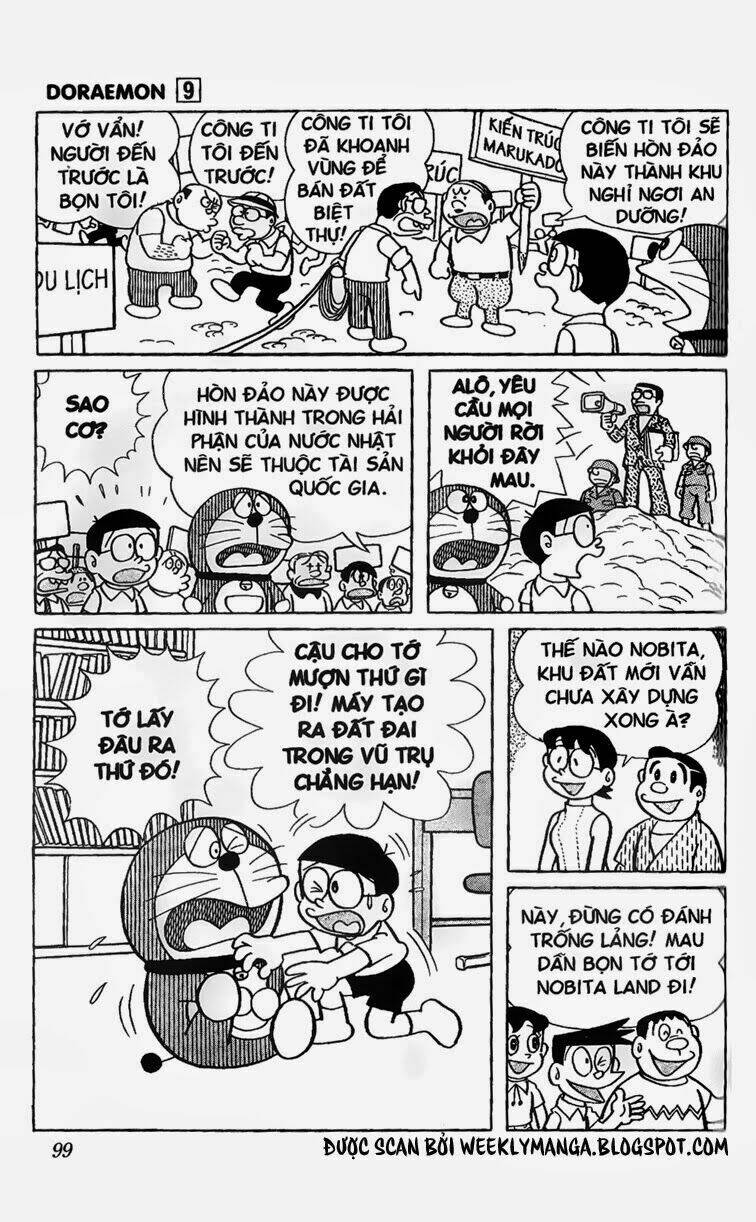 DORAEMON 9
VỚ VẨN!
NGƯỜI ĐẾN
TRƯỚC LÀ
BỌN TÔI!
CÔNG TI
TÔI ĐẾN
TRƯỚC!
CÔNG TI TÔI
ĐÃ KHOANH
VÙNG ĐỂ
BÁN ĐẤT
BIỆT
THỰ!
TRÚC
KIẾN TRÚC
MARUKADO
CÔNG TI TÔI SẼ
BIẾN HÒN ĐẢO
NÀY THÀNH KHU
NGHỈ NGƠI AN
DƯỠNG!
DU LỊCH
SAO
CƠ?
HÒN ĐẢO NÀY ĐƯỢC
HÌNH THÀNH TRONG HẢI
PHẬN CỦA NƯỚC NHẬT
NÊN SẼ THUỘC TÀI SẢN
QUỐC GIA.
ALÔ, YÊU
CẦU MỌI
NGƯỜI RỜI
KHỎI ĐÂY
MAU.
TỚ LẤY
ĐÂU RA
THỨ ĐÓ!
CẬU CHO TỚ
MƯỢN THỨ GÌ
ĐI! MÁY TẠO
RA ĐẤT ĐAI
TRONG VŨ TRỤ
CHẲNG HẠN!
THẾ NÀO NOBITA,
KHU ĐẤT MỚI VẪN
CHƯA XÂY DỰNG
XONG À?
NÀY, ĐỪNG CÓ ĐÁNH
TRỐNG LẢNG! MAU
DẪN BỌN TỚ TỚI
NOBITA LAND ĐI!
99
ĐƯỢC SCAN BỞI WEEKLYMANGA.BLOGSPOT.COM